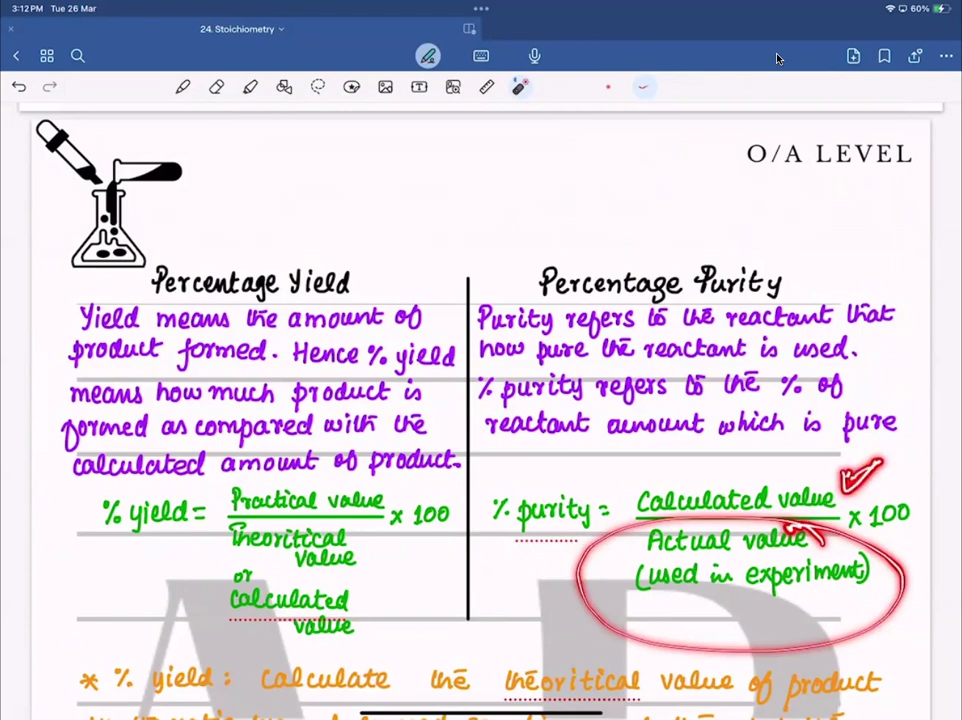 3:12PM Tue 26 Mar
60%
24. Stoichiometry
O/A LEVEL
Percentage Yield
Yield means the amount of
product formed. Hence % yield
means how much product is
formed as compared with the
calculated amount of product.
% yield = Practical value × 100
Theoritical
value
or
calculated
value
Percentage Purity
Purity refers to the reactant that
how pure the reactant is used.
% purity refers to the % of
reactant amount which is pure
% purity = Calculated value × 100
Actual value
(used in experiment)
* % yield : Calculate the theoritical value of product